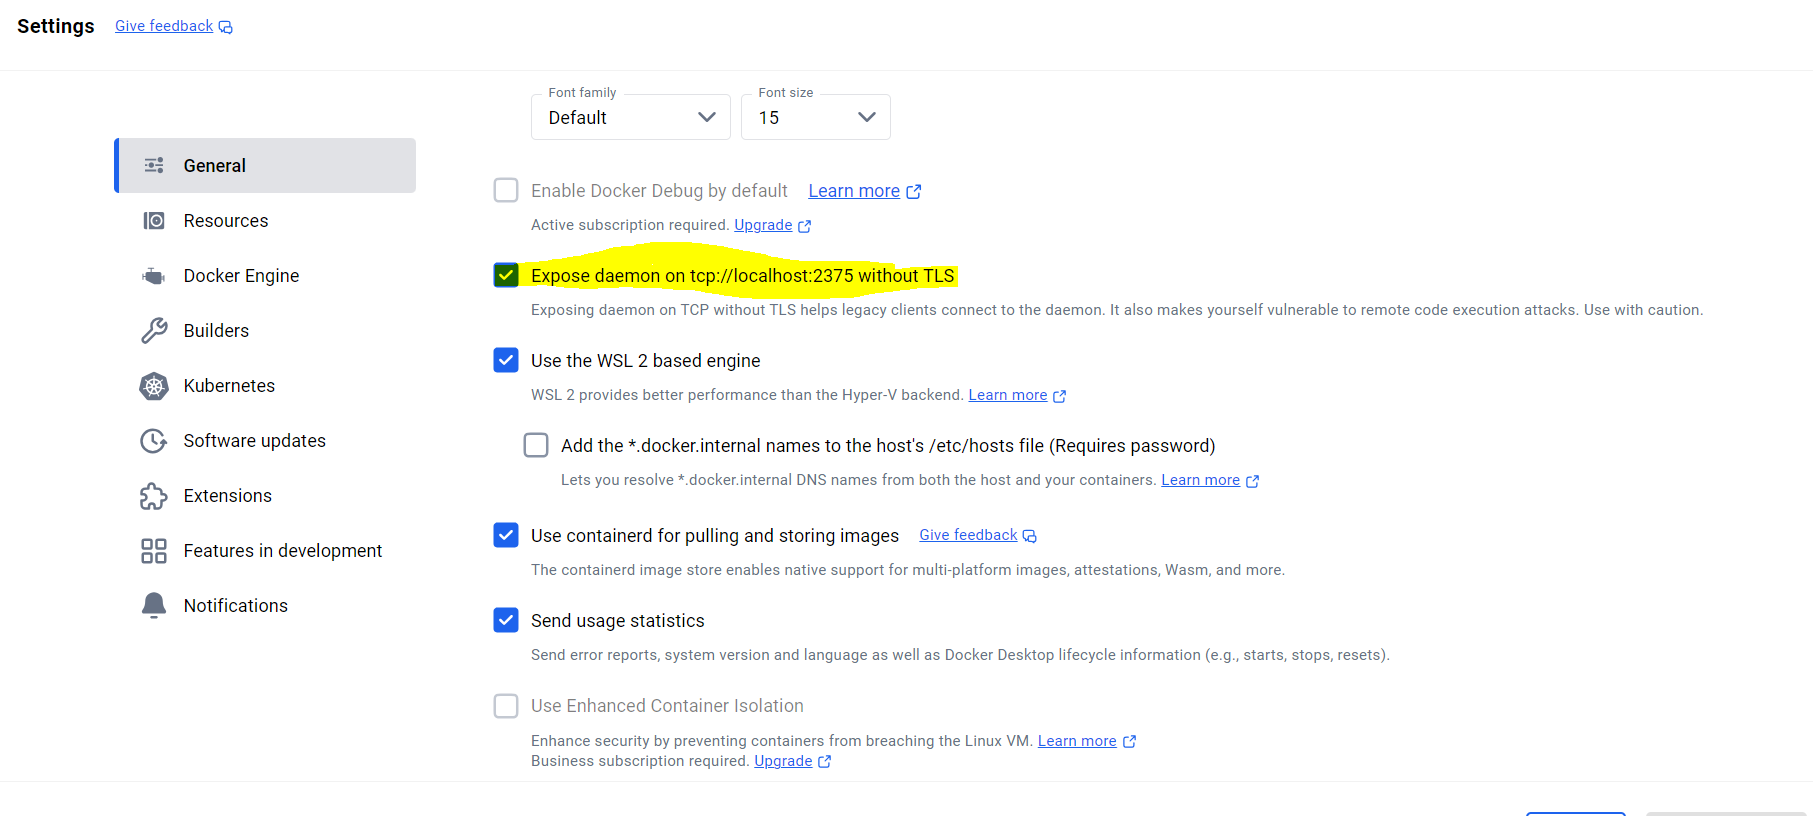 Settings Give feedback
Font family Font size
Default 15
General
Resources
Docker Engine
Builders
Kubernetes
Software updates
Extensions
Features in development
Notifications
Enable Docker Debug by default Learn more
Active subscription required. Upgrade
Expose daemon on tcp://localhost:2375 without TLS
Exposing daemon on TCP without TLS helps legacy clients connect to the daemon. It also makes yourself vulnerable to remote code execution attacks. Use with caution.
Use the WSL 2 based engine
WSL 2 provides better performance than the Hyper-V backend. Learn more
Add the *.docker.internal names to the host's /etc/hosts file (Requires password)
Lets you resolve *.docker.internal DNS names from both the host and your containers. Learn more
Use containerd for pulling and storing images Give feedback
The containerd image store enables native support for multi-platform images, attestations, Wasm, and more.
Send usage statistics
Send error reports, system version and language as well as Docker Desktop lifecycle information (e.g., starts, stops, resets).
Use Enhanced Container Isolation
Enhance security by preventing containers from breaching the Linux VM. Learn more
Business subscription required. Upgrade